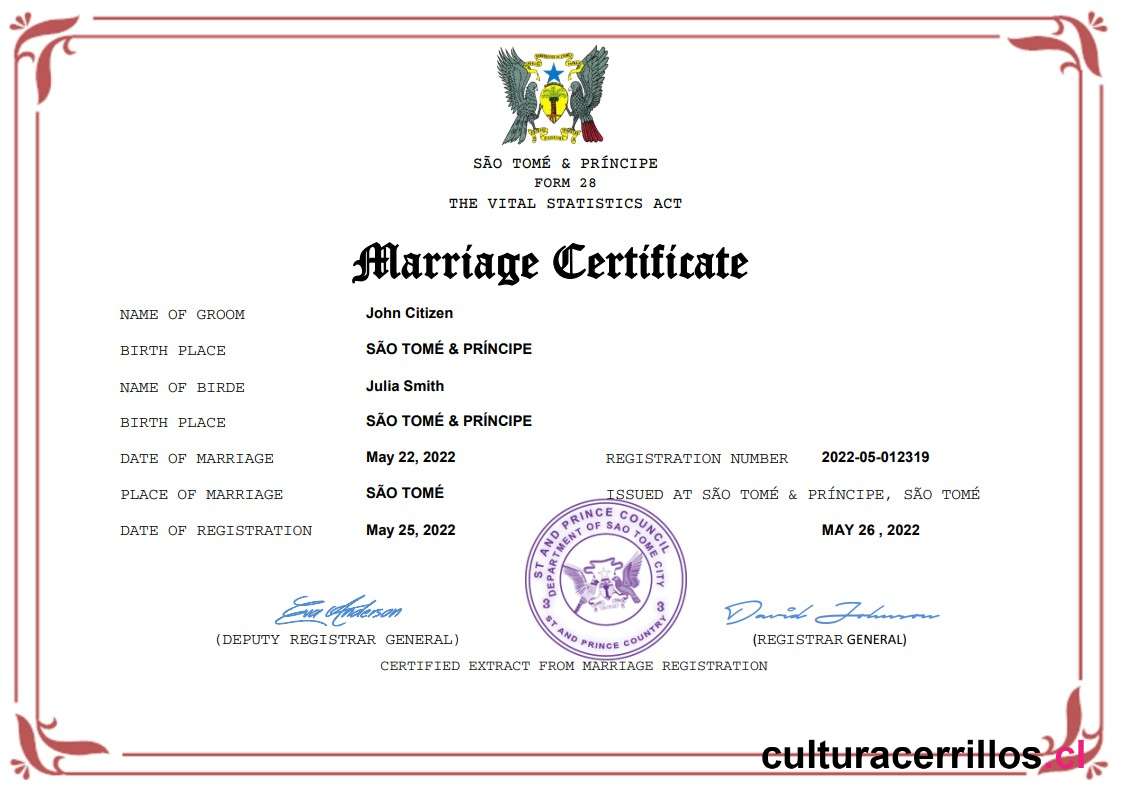 SÃO TOMÉ & PRÍNCIPE
FORM 28
THE VITAL STATISTICS ACT
Marriage Certificate
NAME OF GROOM John Citizen
BIRTH PLACE SÃO TOMÉ & PRÍNCIPE
NAME OF BIRDE Julia Smith
BIRTH PLACE SÃO TOMÉ & PRÍNCIPE
DATE OF MARRIAGE May 22, 2022 REGISTRATION NUMBER 2022-05-012319
PLACE OF MARRIAGE SÃO TOMÉ ISSUED AT SÃO TOMÉ & PRÍNCIPE, SÃO TOMÉ
DATE OF REGISTRATION May 25, 2022 MAY 26 , 2022
ST AND PRINCE COUNCIL
DEPARTMENT OF SAO TOME CITY
3 ST AND PRINCE COUNTRY 3
Eva Anderson David Johnson
(DEPUTY REGISTRAR GENERAL) (REGISTRAR GENERAL)
CERTIFIED EXTRACT FROM MARRIAGE REGISTRATION
culturacerrillos.cl